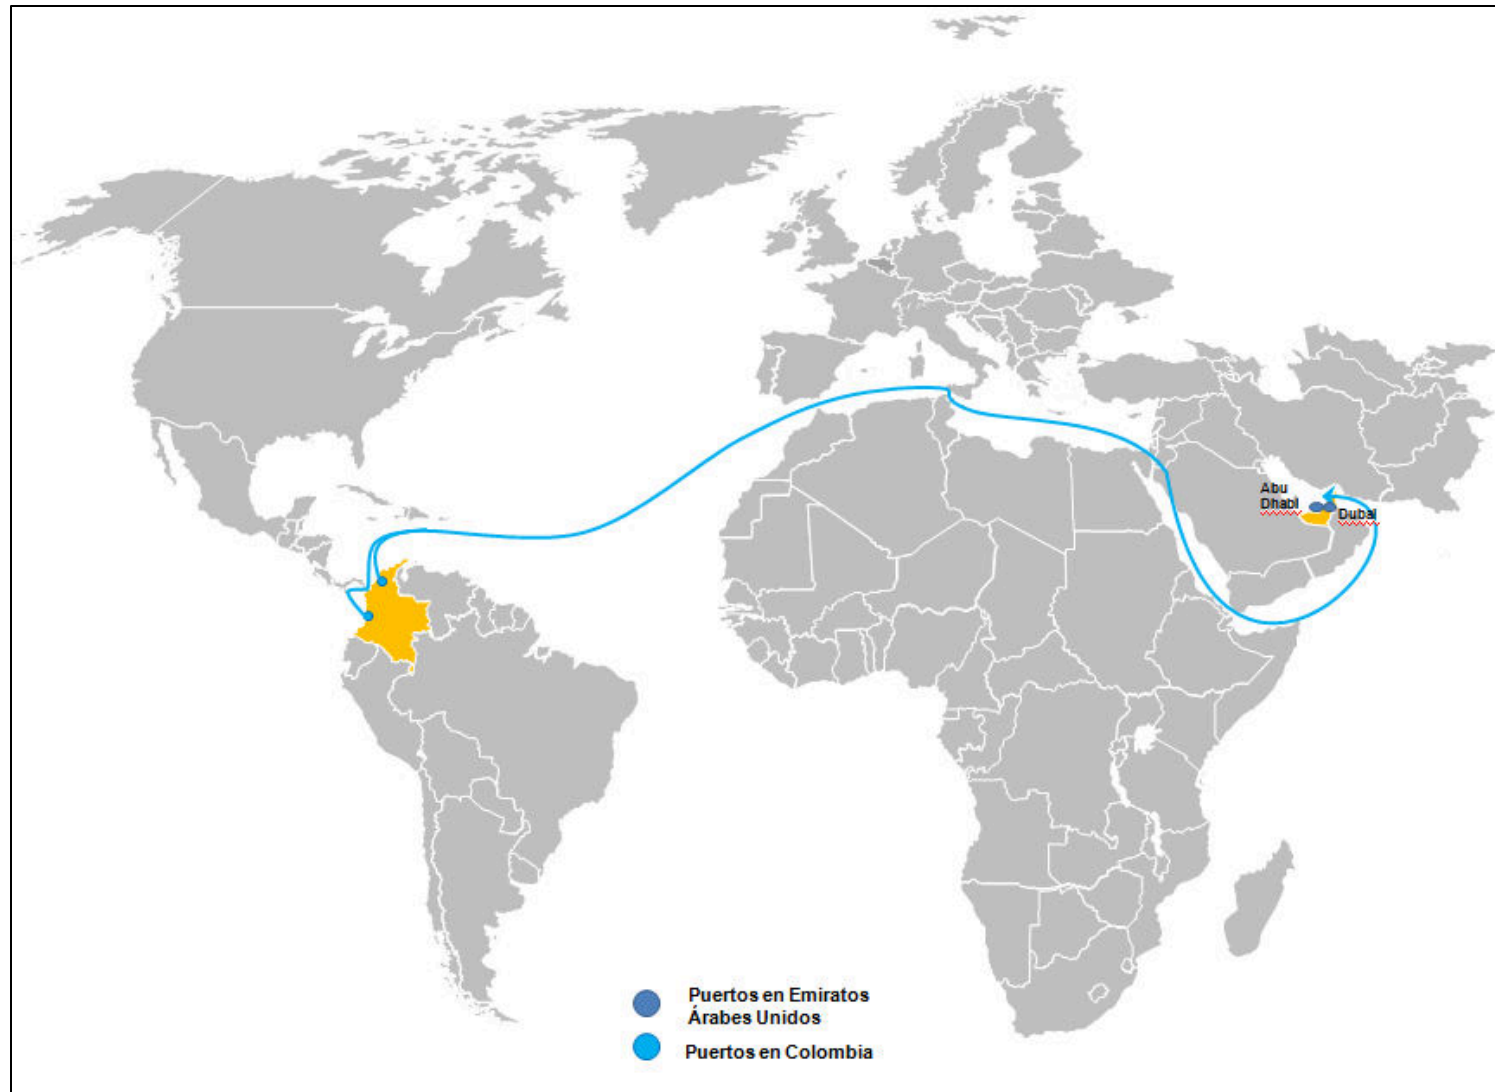 Abu
Dhabi
Dubai
Puertos en Emiratos
Árabes Unidos
Puertos en Colombia